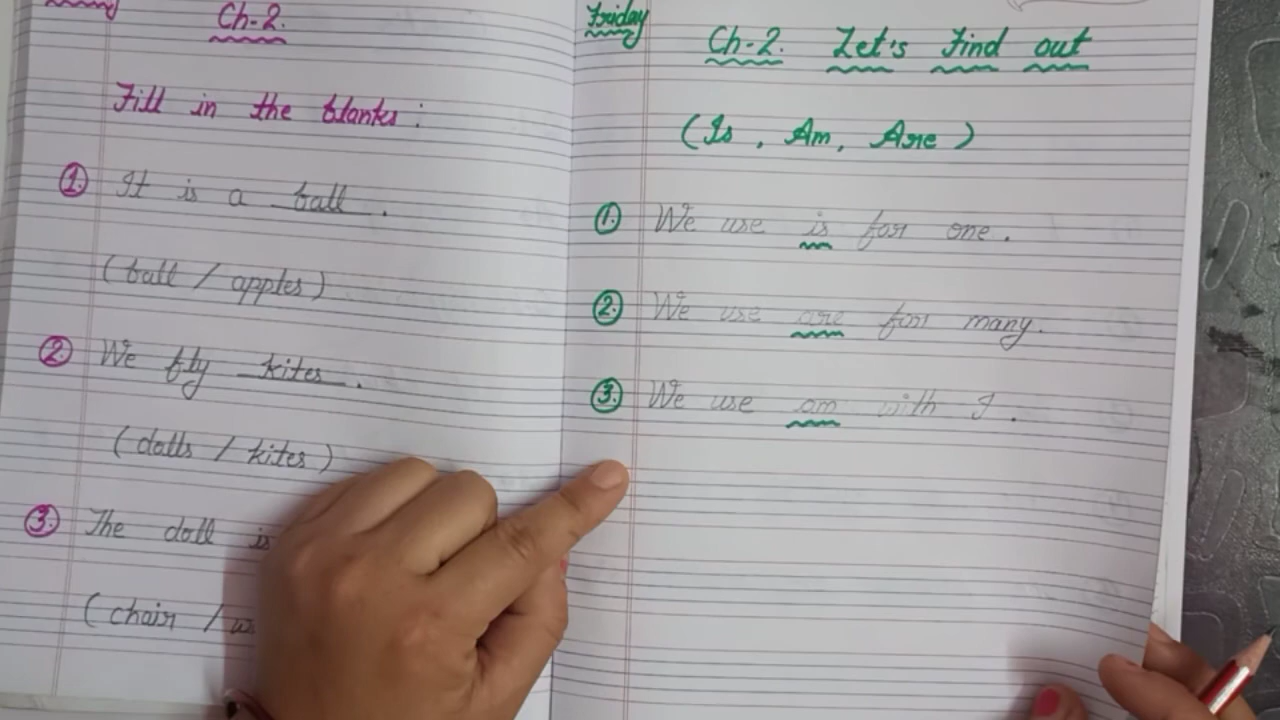 Ch-2.
Fill in the blanks :
1. It is a ball .
(ball / apples)
2. We fly kites .
(dolls / kites)
3. The doll is
(chair /
Friday
Ch-2. Let's Find out
(Is , Am, Are )
1. We use is for one .
2. We use are for many.
3. We use am with I .